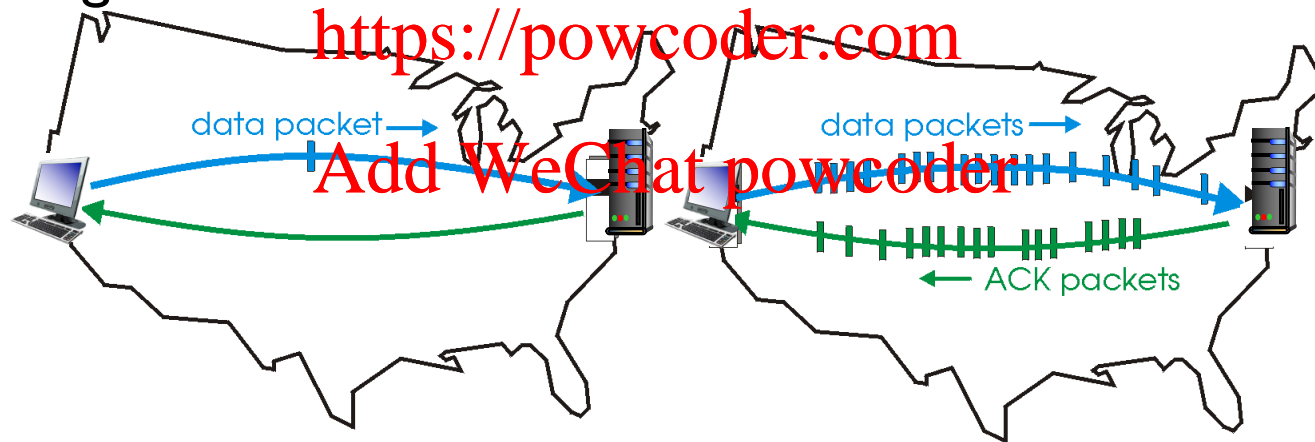 https://powcoder.com
data packet
data packets
Add WeChat powcoder
ACK packets